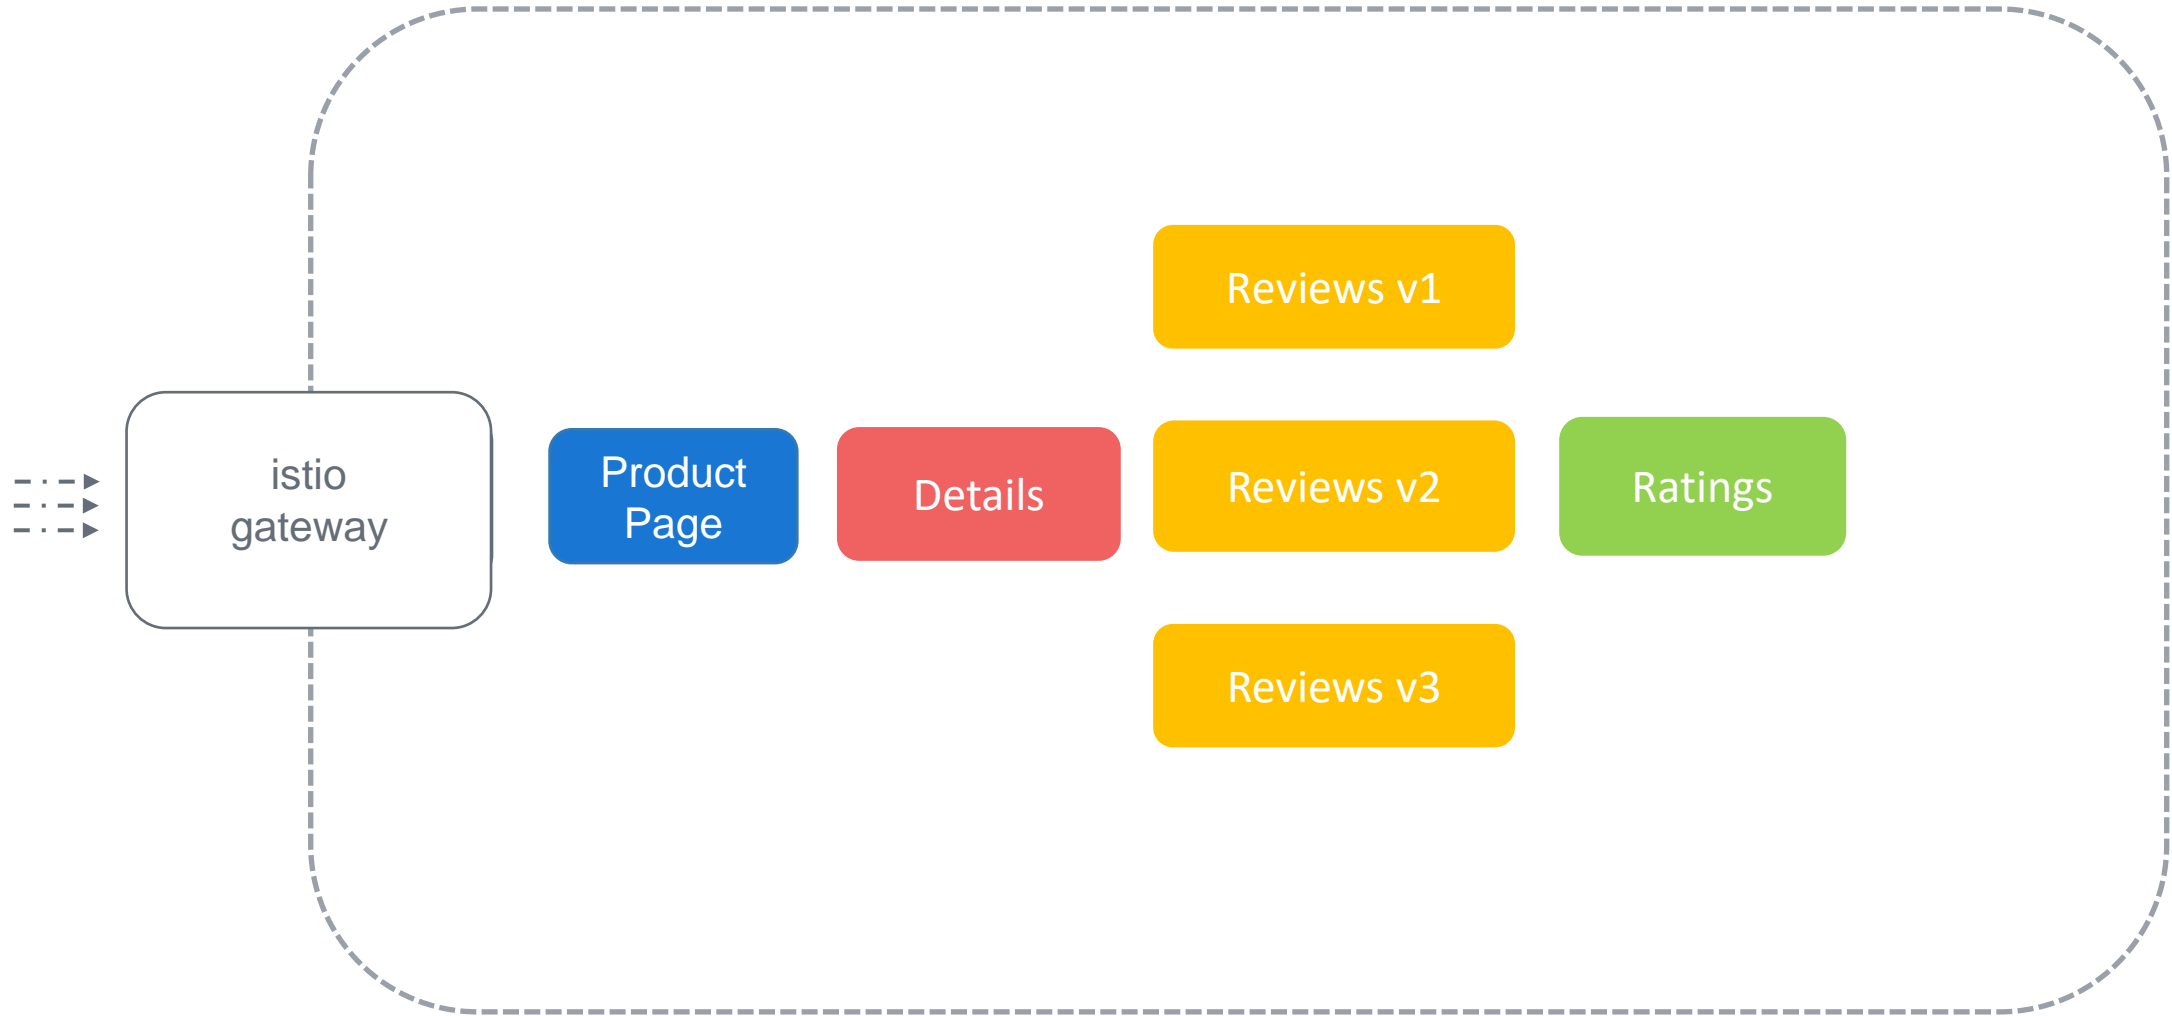 istio
gateway
Product
Page
Details
Reviews v1
Reviews v2
Reviews v3
Ratings